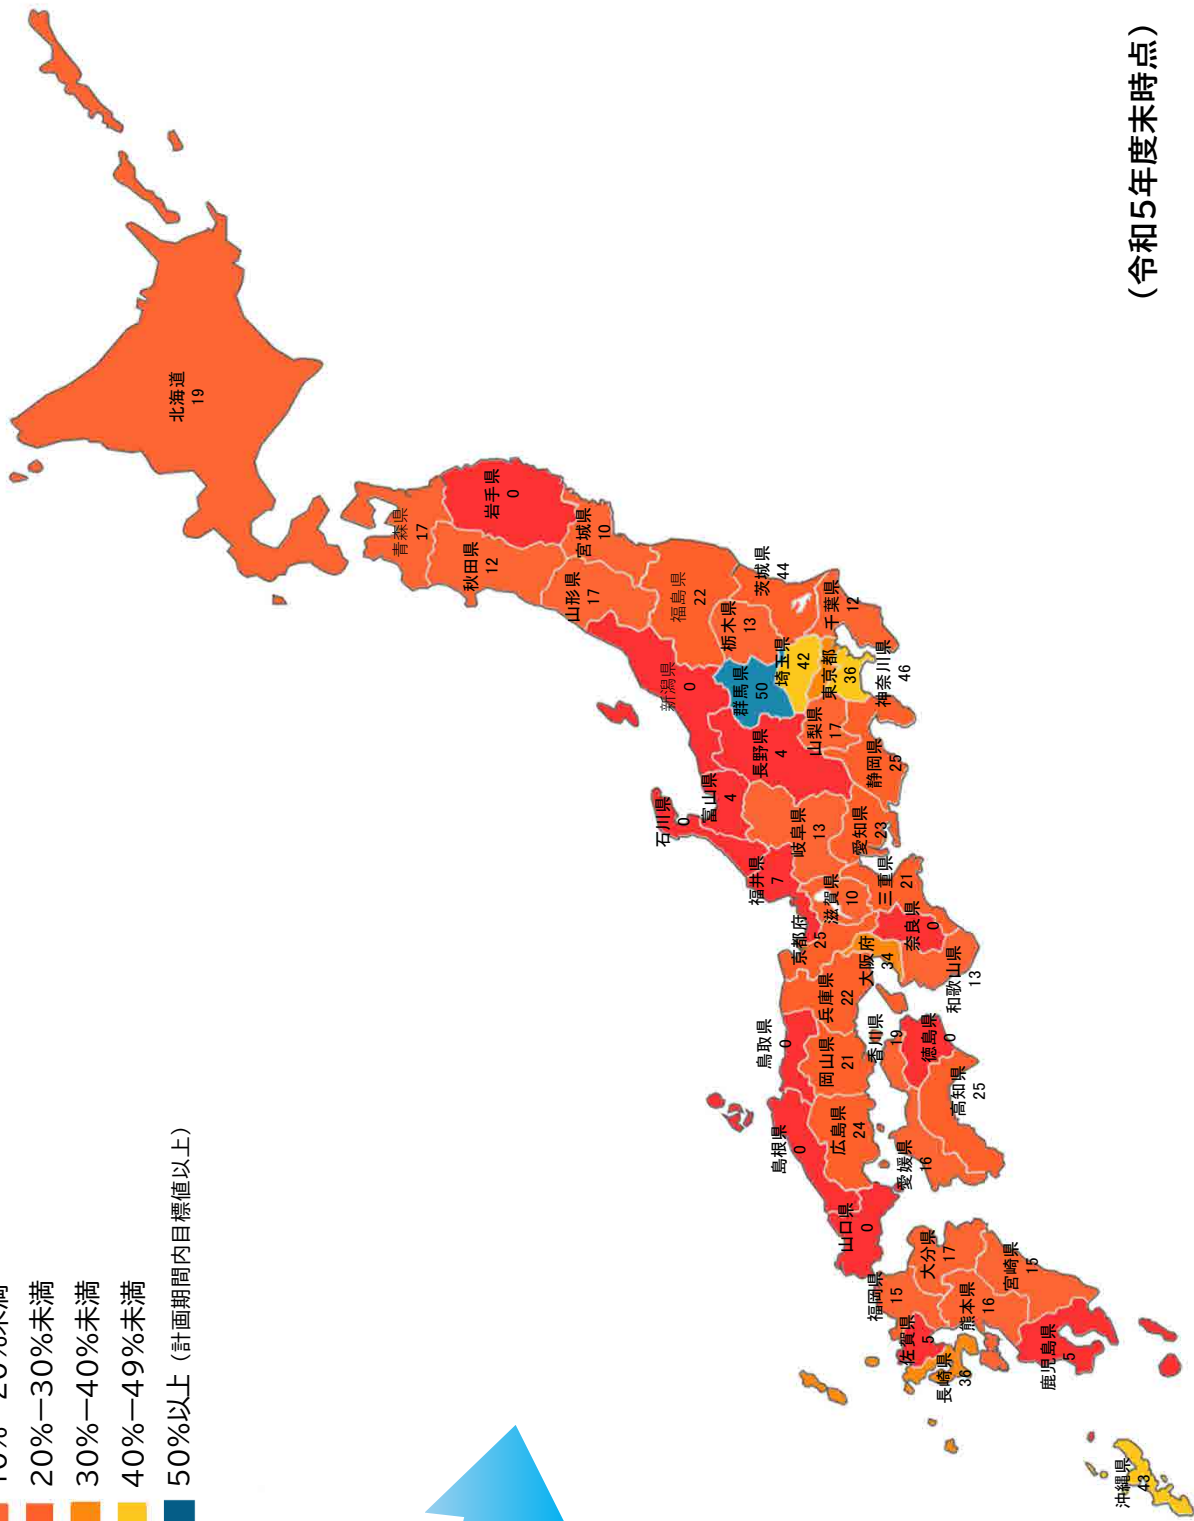 20%－30%未満
30%－40%未満
40%－49%未満
50%以上（計画期間内目標値以上）
（令和5年度末時点）
北海道
19
青森県
17
岩手県
0
秋田県
12
宮城県
10
山形県
17
福島県
22
茨城県
44
栃木県
13
千葉県
12
埼玉県
42
東京都
36
神奈川県
46
群馬県
50
新潟県
0
山梨県
17
長野県
4
静岡県
25
富山県
4
石川県
0
岐阜県
13
愛知県
23
福井県
7
滋賀県
10
三重県
21
京都府
25
奈良県
0
大阪府
34
和歌山県
13
兵庫県
22
鳥取県
0
岡山県
21
香川県
19
徳島県
0
高知県
25
島根県
0
広島県
24
愛媛県
16
山口県
0
大分県
17
福岡県
15
宮崎県
15
熊本県
16
佐賀県
5
長崎県
36
鹿児島県
5
沖縄県
43